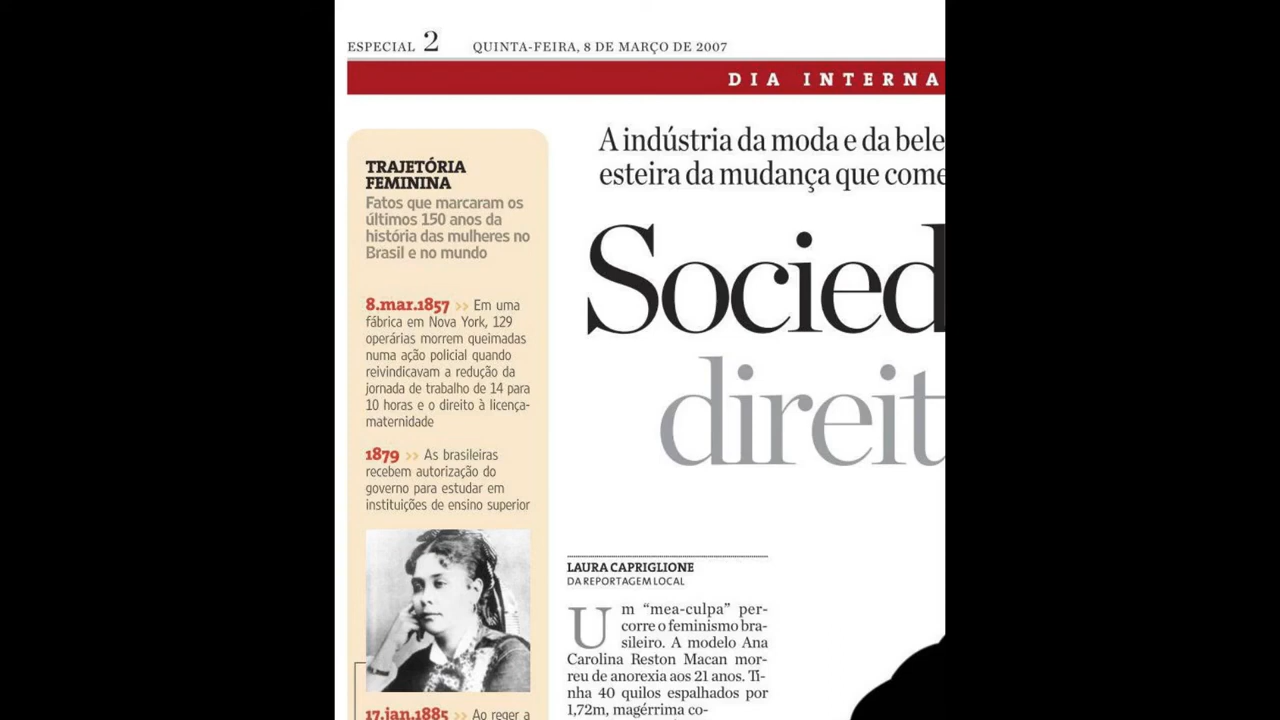 ESPECIAL 2 QUINTA-FEIRA, 8 DE MARÇO DE 2007
DIA INTERNA
TRAJETÓRIA
FEMININA
Fatos que marcaram os
últimos 150 anos da
história das mulheres no
Brasil e no mundo
8.mar.1857 >> Em uma
fábrica em Nova York, 129
operárias morrem queimadas
numa ação policial quando
reivindicavam a redução da
jornada de trabalho de 14 para
10 horas e o direito à licença-
maternidade
1879 >> As brasileiras
recebem autorização do
governo para estudar em
instituições de ensino superior
17.jan.1885 >> Ao reger a
A indústria da moda e da bele
esteira da mudança que come
Socied
direit
LAURA CAPRIGLIONE
DA REPORTAGEM LOCAL
Um “mea-culpa” per-
corre o feminismo bra-
sileiro. A modelo Ana
Carolina Reston Macan mor-
reu de anorexia aos 21 anos. Ti-
nha 40 quilos espalhados por
1,72m, magérrima co-